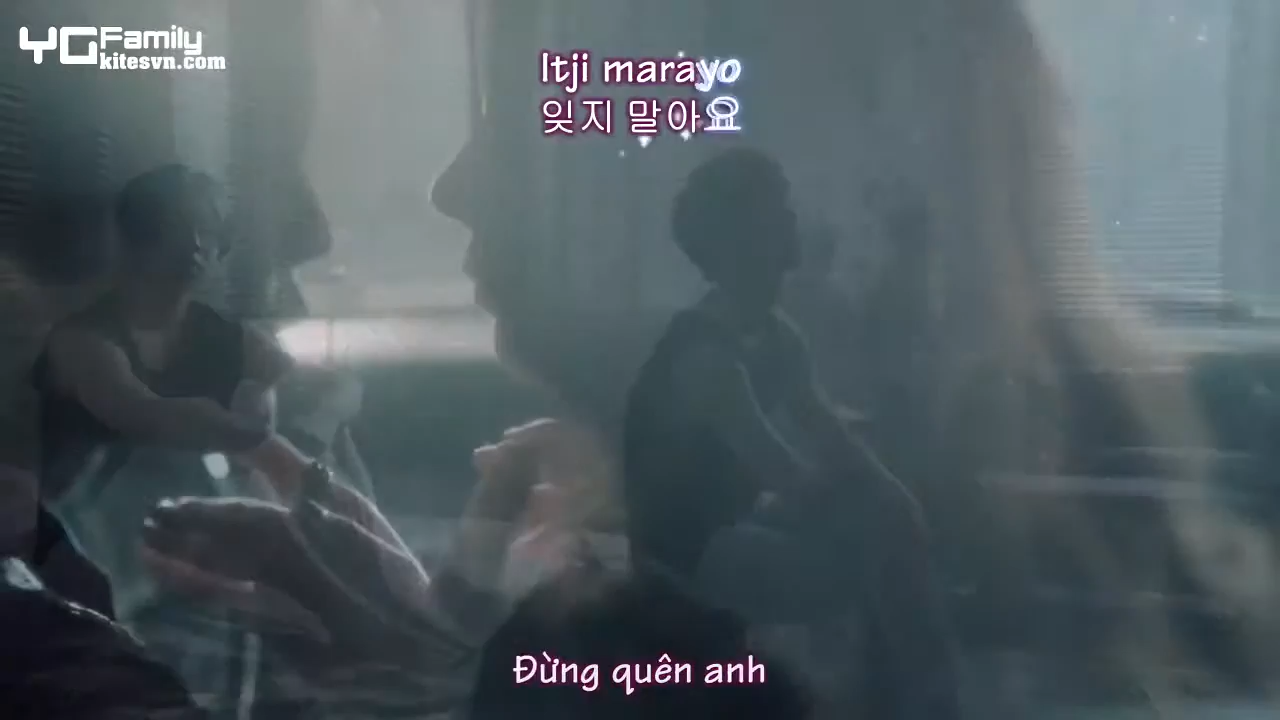 YG Family
kitesvn.com
Itji marayo
잊지 말아요
Đừng quên anh